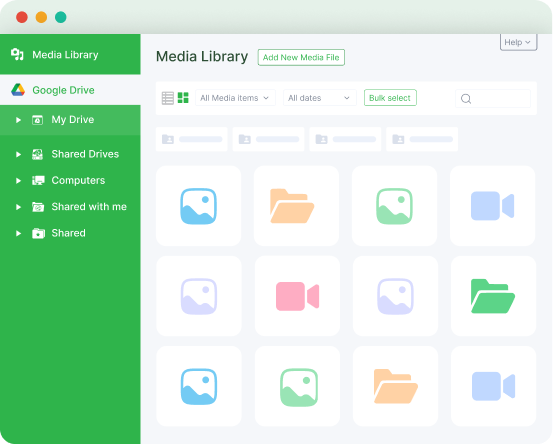 Help
Media Library
Google Drive
My Drive
Shared Drives
Computers
Shared with me
Shared
Media Library
Add New Media File
All Media items
All dates
Bulk select